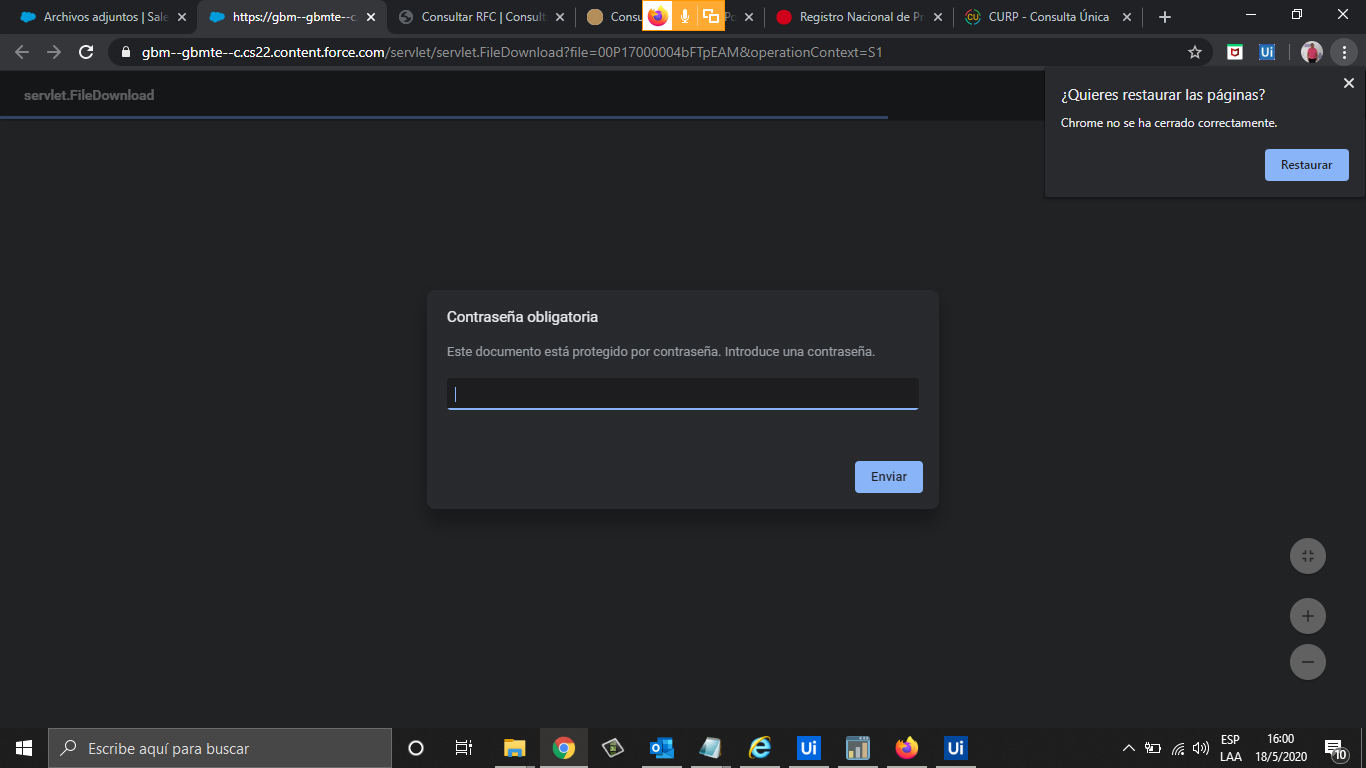 Archivos adjuntos | Sale
https://gbm--gbmte--c.
Consultar RFC | Consult
Consu
Registro Nacional de Pr
CURP - Consulta Única
gbm--gbmte--c.cs22.content.force.com/servlet/servlet.FileDownload?file=00P17000004bFTpEAM&operationContext=S1
Ui
servlet.FileDownload
¿Quieres restaurar las páginas?
Chrome no se ha cerrado correctamente.
Restaurar
Contraseña obligatoria
Este documento está protegido por contraseña. Introduce una contraseña.
Enviar
Escribe aquí para buscar
Ui
Ui
ESP
LAA
16:00
18/5/2020
10